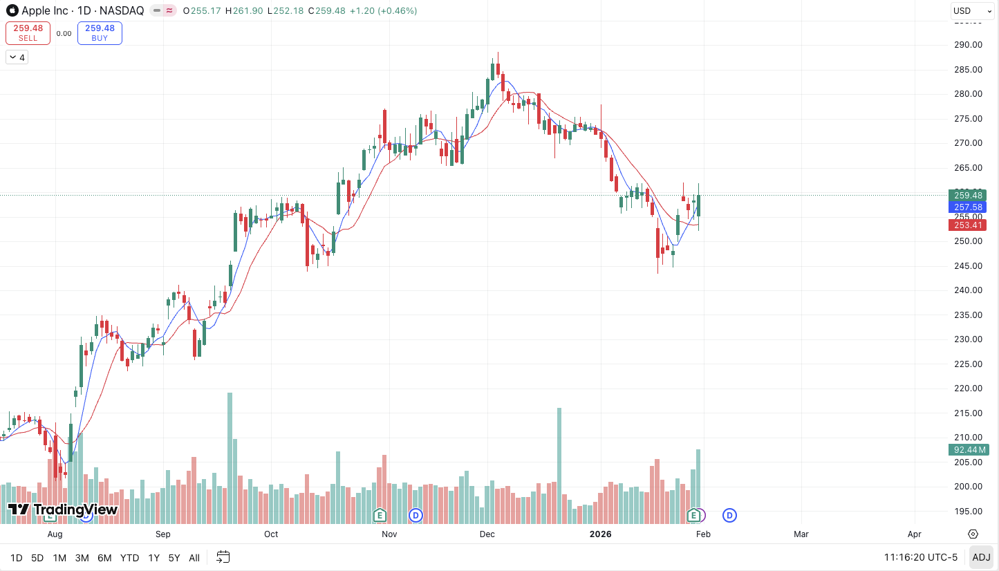 Apple Inc · 1D · NASDAQ O255.17 H261.90 L252.18 C259.48 +1.20 (+0.46%)
USD
259.48 SELL
0.00
259.48 BUY
4
290.00
285.00
280.00
275.00
270.00
265.00
259.48
257.58
255.00
253.41
250.00
245.00
240.00
235.00
230.00
225.00
220.00
215.00
210.00
92.44M
205.00
200.00
195.00
TradingView
E D E D E D
Aug Sep Oct Nov Dec 2026 Feb Mar Apr
1D 5D 1M 3M 6M YTD 1Y 5Y All
11:16:20 UTC-5 ADJ